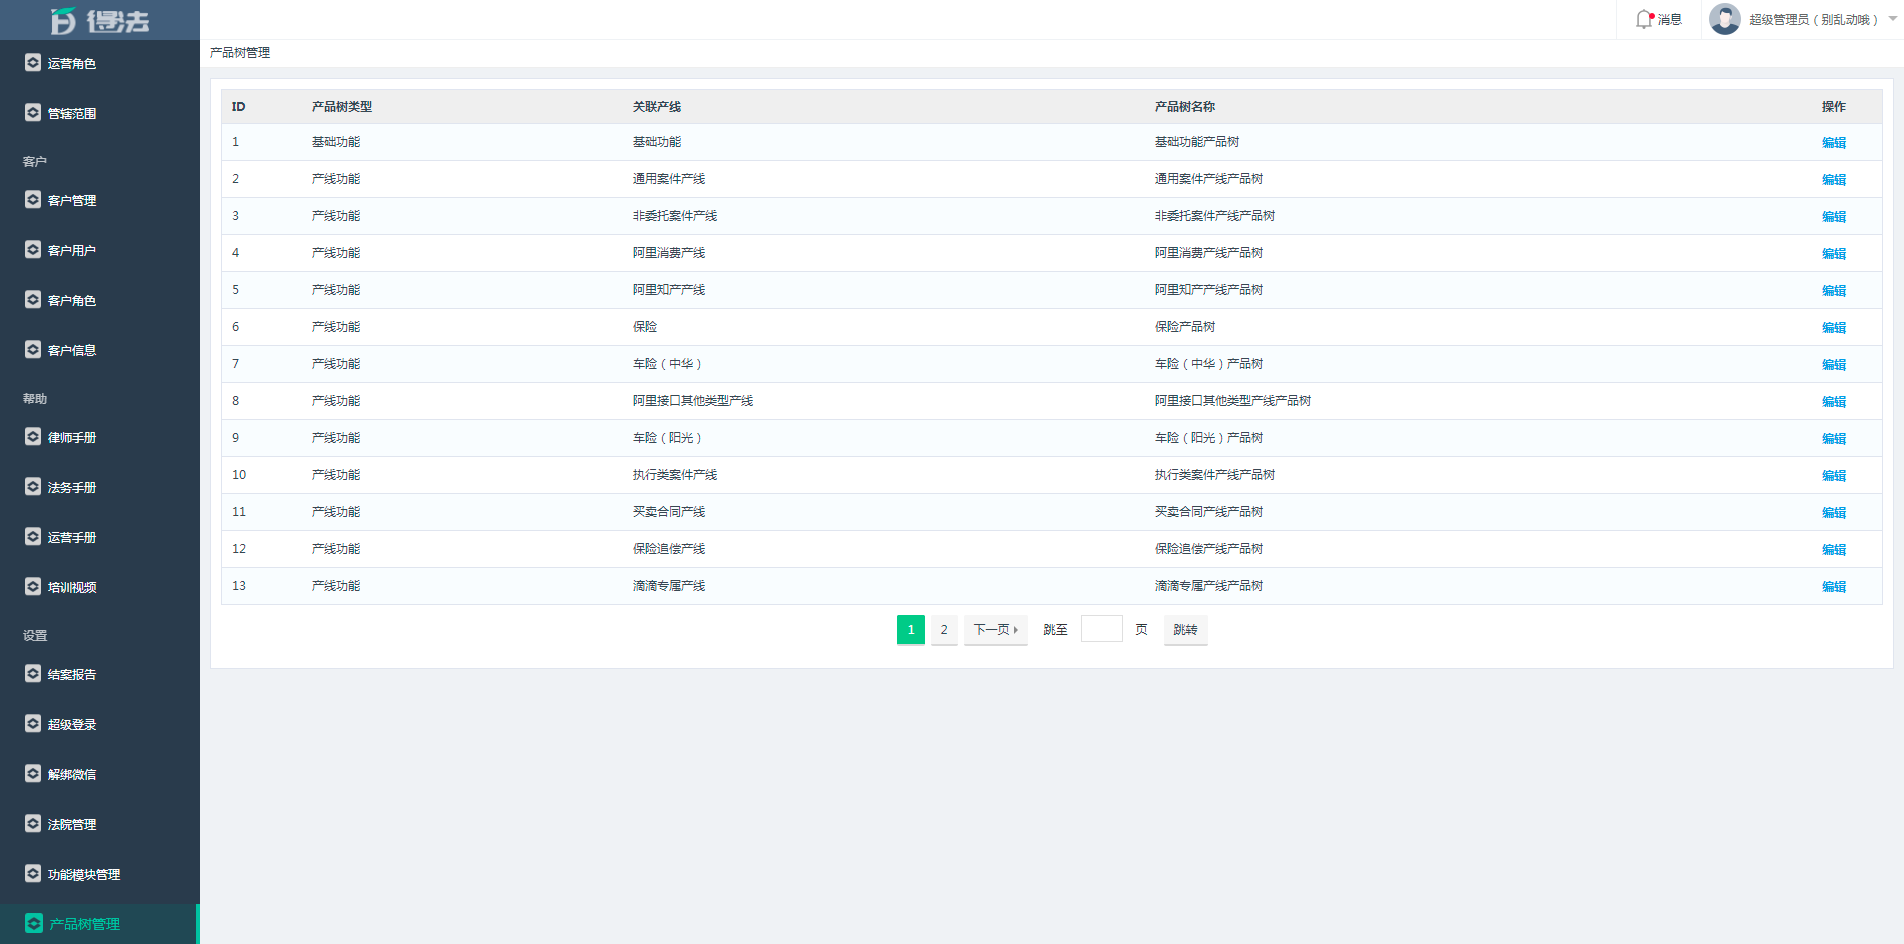 得法
消息
超级管理员（别乱动哦）
运营角色
管辖范围
客户
客户管理
客户用户
客户角色
客户信息
帮助
律师手册
法务手册
运营手册
培训视频
设置
结案报告
超级登录
解绑微信
法院管理
功能模块管理
产品树管理
产品树管理
ID 产品树类型 关联产线 产品树名称 操作
1 基础功能 基础功能 基础功能产品树 编辑
2 产线功能 通用案件产线 通用案件产线产品树 编辑
3 产线功能 非委托案件产线 非委托案件产线产品树 编辑
4 产线功能 阿里消费产线 阿里消费产线产品树 编辑
5 产线功能 阿里知产产线 阿里知产产线产品树 编辑
6 产线功能 保险 保险产品树 编辑
7 产线功能 车险（中华） 车险（中华）产品树 编辑
8 产线功能 阿里接口其他类型产线 阿里接口其他类型产线产品树 编辑
9 产线功能 车险（阳光） 车险（阳光）产品树 编辑
10 产线功能 执行类案件产线 执行类案件产线产品树 编辑
11 产线功能 买卖合同产线 买卖合同产线产品树 编辑
12 产线功能 保险追偿产线 保险追偿产线产品树 编辑
13 产线功能 滴滴专属产线 滴滴专属产线产品树 编辑
1 2 下一页 跳至 页 跳转